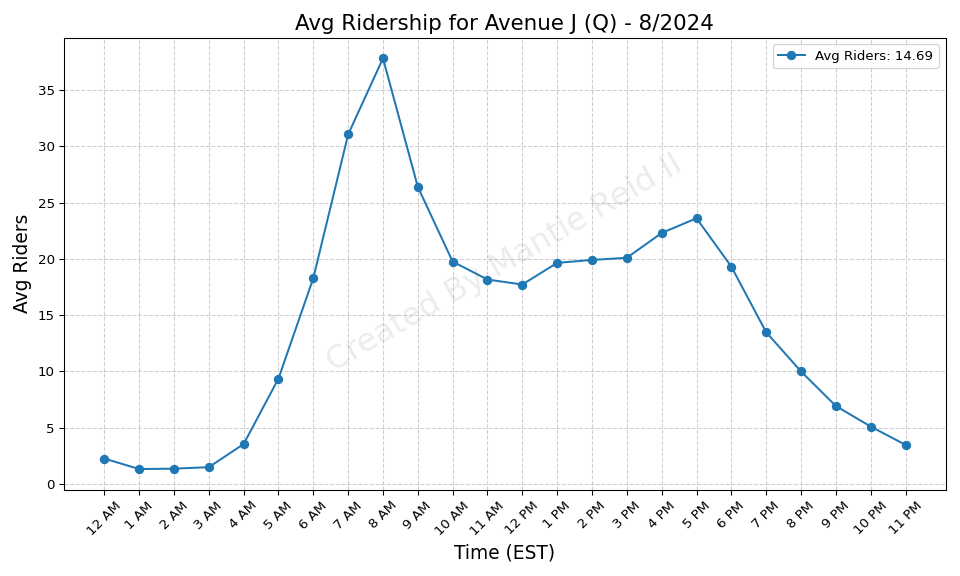 Avg Ridership for Avenue J (Q) - 8/2024
Avg Riders: 14.69
Avg Riders
35
30
25
20
15
10
5
0
Created By Mantie Reid II
12 AM
1 AM
2 AM
3 AM
4 AM
5 AM
6 AM
7 AM
8 AM
9 AM
10 AM
11 AM
12 PM
1 PM
2 PM
3 PM
4 PM
5 PM
6 PM
7 PM
8 PM
9 PM
10 PM
11 PM
Time (EST)